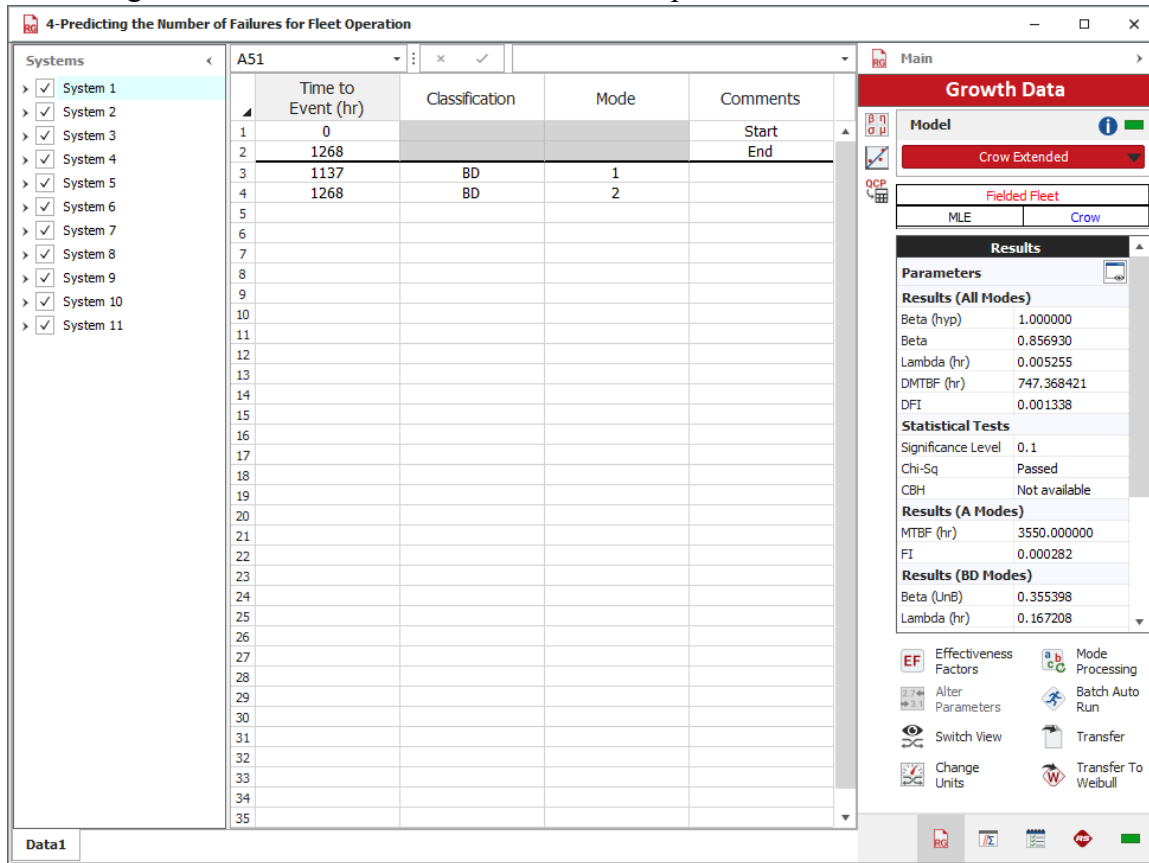 4-Predicting the Number of Failures for Fleet Operation
Systems
System 1
System 2
System 3
System 4
System 5
System 6
System 7
System 8
System 9
System 10
System 11
A51
Time to Event (hr) Classification Mode Comments
1 0 Start
2 1268 End
3 1137 BD 1
4 1268 BD 2
5
6
7
8
9
10
11
12
13
14
15
16
17
18
19
20
21
22
23
24
25
26
27
28
29
30
31
32
33
34
35
Data1
RG Main
Growth Data
βη
σμ
Model
QCP
Crow Extended
Fielded Fleet
MLE Crow
Results
Parameters
Results (All Modes)
Beta (hyp) 1.000000
Beta 0.856930
Lambda (hr) 0.005255
DMTBF (hr) 747.368421
DFI 0.001338
Statistical Tests
Significance Level 0.1
Chi-Sq Passed
CBH Not available
Results (A Modes)
MTBF (hr) 3550.000000
FI 0.000282
Results (BD Modes)
Beta (UnB) 0.355398
Lambda (hr) 0.167208
EF Effectiveness Factors
Mode Processing
Alter Parameters
Batch Auto Run
Switch View
Transfer
Change Units
Transfer To Weibull